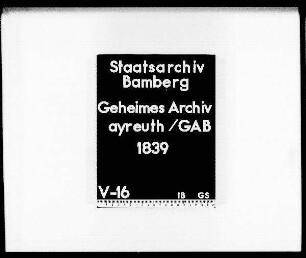 Staatsarchiv
Bamberg
Geheimes Archiv
ayreuth /GAB
1839
V-16 IB GS